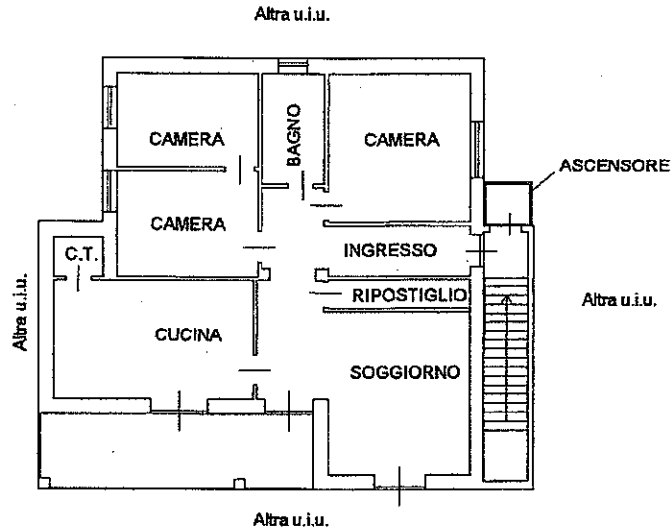 Altra u.i.u.
CAMERA
BAGNO
CAMERA
ASCENSORE
CAMERA
INGRESSO
C.T.
RIPOSTIGLIO
Altra u.i.u.
Altra u.i.u.
CUCINA
SOGGIORNO
Altra u.i.u.